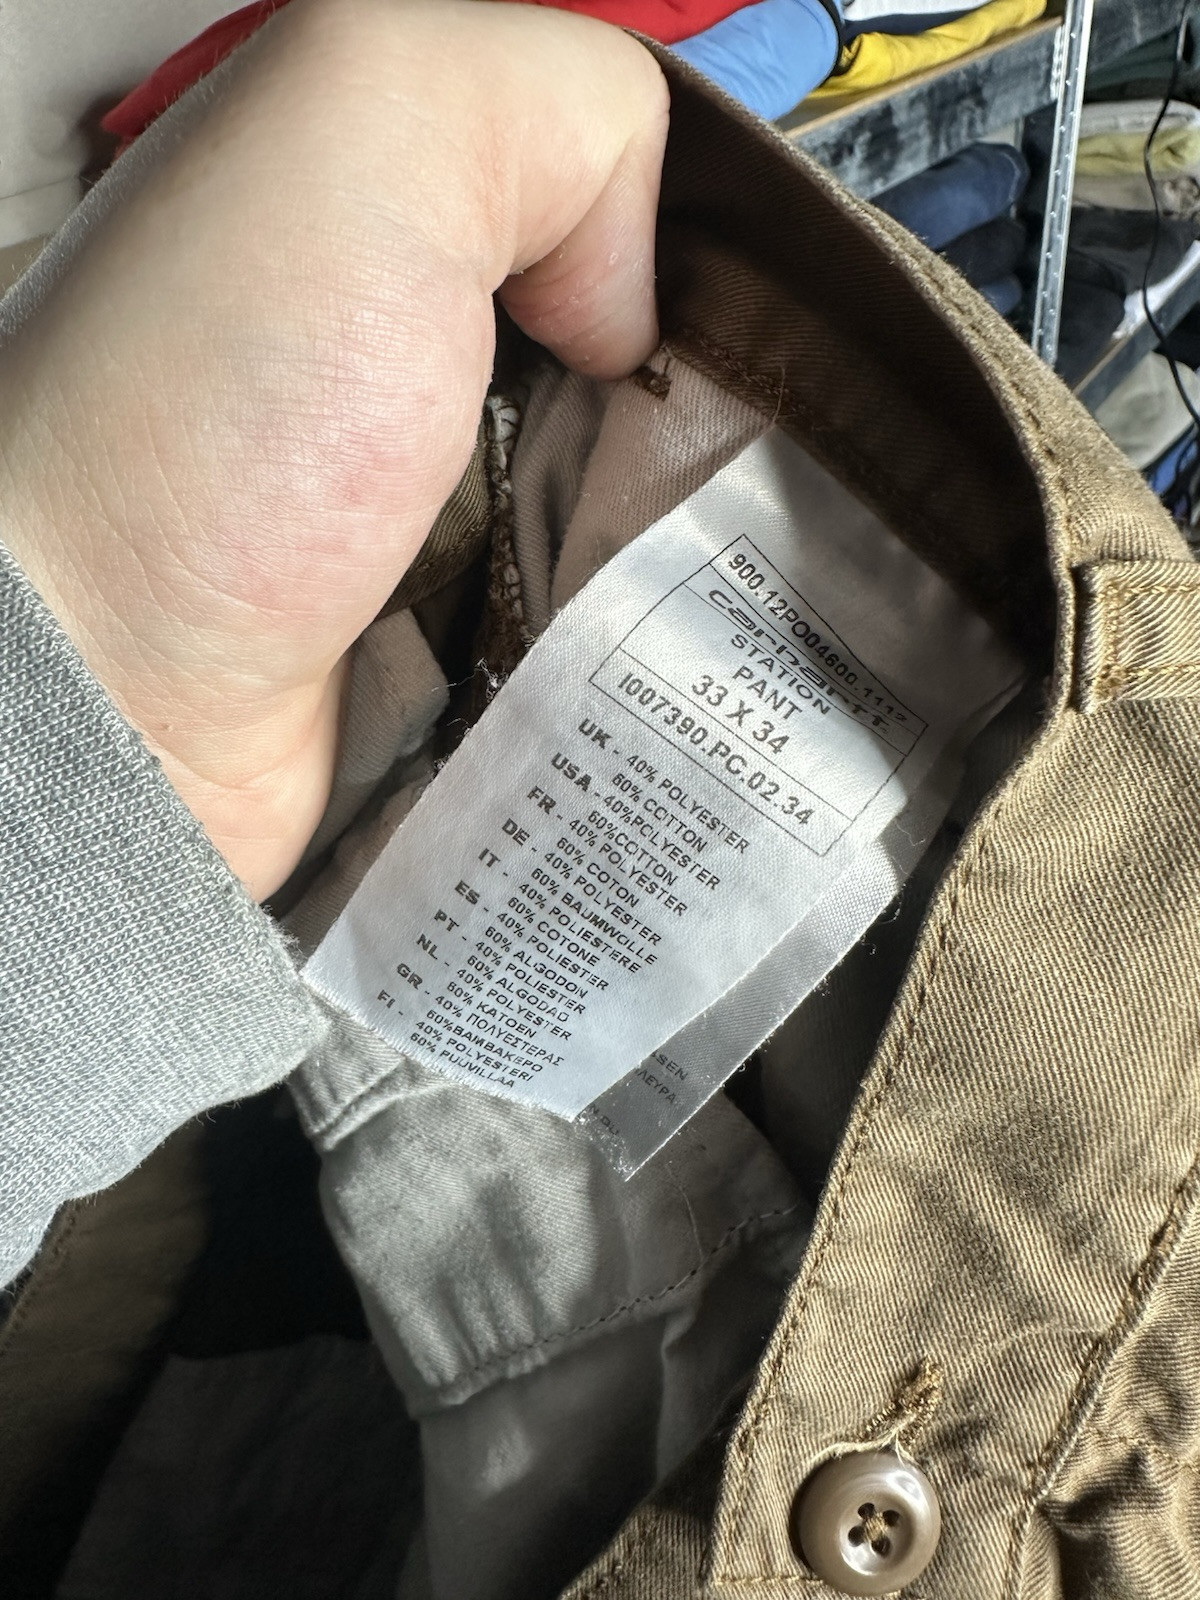 900.12PO04600.1112
carhartt
STATION
PANT
33 X 34
I007390.PC.02.34
UK - 40% POLYESTER
60% COTTON
USA - 40%POLYESTER
60%COTTON
FR - 40% POLYESTER
60% COTON
DE - 40% POLYESTER
60% BAUMWOLLE
IT - 40% POLIESTERE
60% COTONE
ES - 40% POLIESTER
60% ALGODON
PT - 40% POLIESTER
60% ALGODAO
NL - 40% POLYESTER
60% KATOEN
GR - 40% ΠΟΛΥΕΣΤΕΡΑΣ
60%ΒΑΜΒΑΚΕΡΟ
FI - 40% POLYESTERI
60% PUUVILLAA